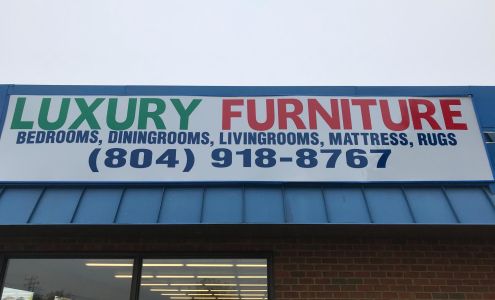 LUXURY FURNITURE
BEDROOMS, DININGROOMS, LIVINGROOMS, MATTRESS, RUGS
(804) 918-8767